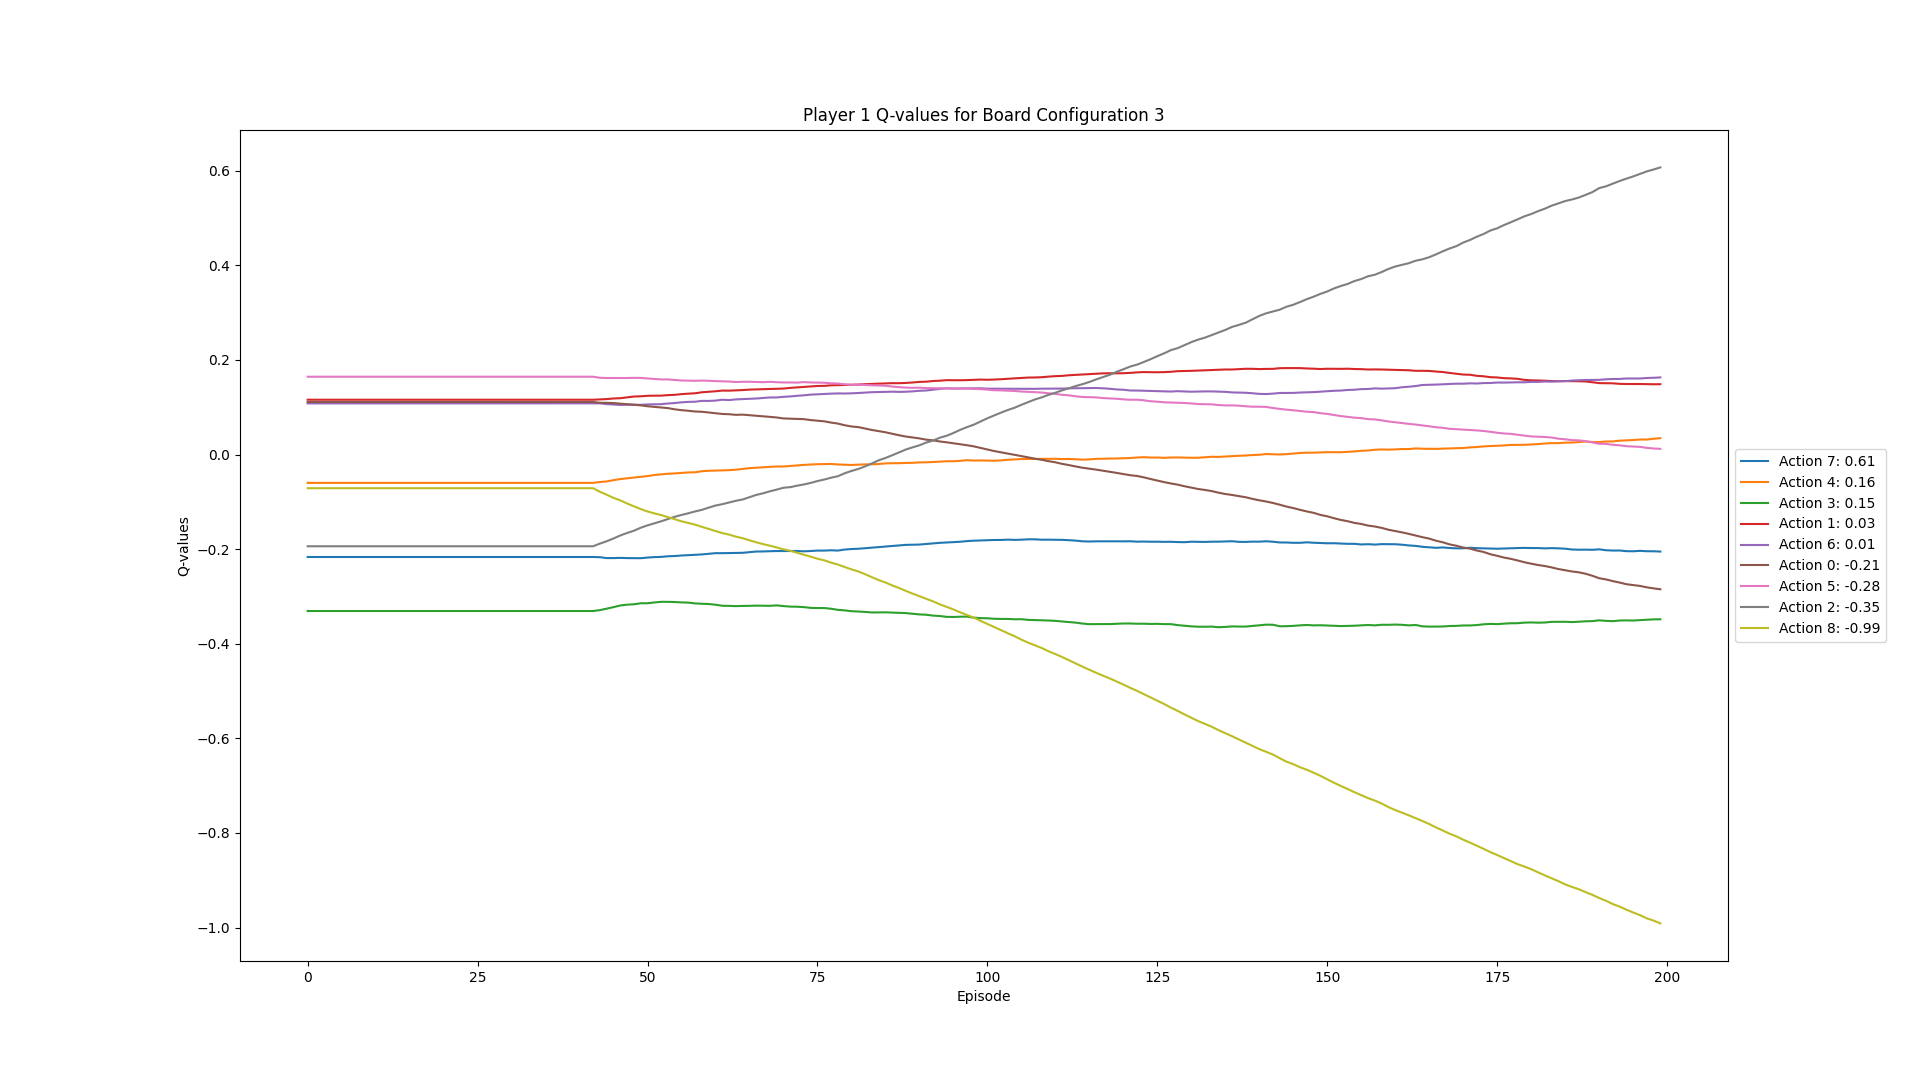 Player 1 Q-values for Board Configuration 3
0.6
0.4
0.2
0.0
−0.2
−0.4
−0.6
−0.8
−1.0
Q-values
0 25 50 75 100 125 150 175 200
Episode
Action 7: 0.61
Action 4: 0.16
Action 3: 0.15
Action 1: 0.03
Action 6: 0.01
Action 0: -0.21
Action 5: -0.28
Action 2: -0.35
Action 8: -0.99